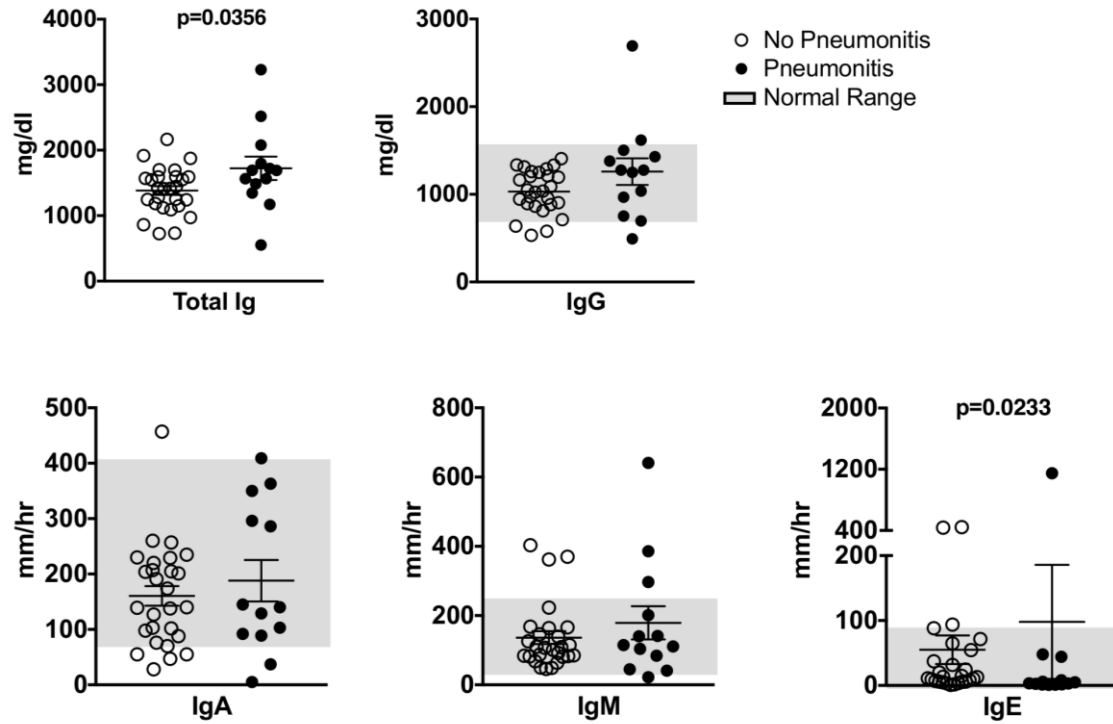 p=0.0356
4000
3000
2000
1000
0
mg/dl
Total Ig
3000
2000
1000
0
mg/dl
IgG
No Pneumonitis
Pneumonitis
Normal Range
500
400
300
200
100
0
mm/hr
IgA
800
600
400
200
0
mm/hr
IgM
p=0.0233
2000
1200
400
200
100
0
mm/hr
IgE